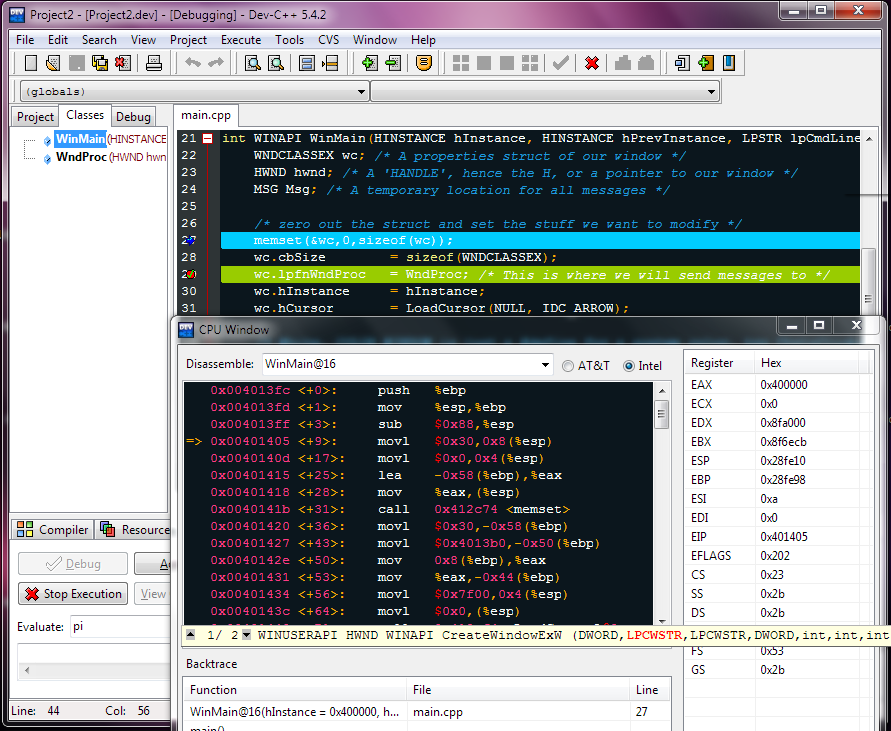 Project2 - [Project2.dev] - [Debugging] - Dev-C++ 5.4.2
File Edit Search View Project Execute Tools CVS Window Help
(globals)
Project Classes Debug
main.cpp
WinMain (HINSTANCE
WndProc (HWND hwn
21 int WINAPI WinMain(HINSTANCE hInstance, HINSTANCE hPrevInstance, LPSTR lpCmdLine
22 WNDCLASSEX wc; /* A properties struct of our window */
23 HWND hwnd; /* A 'HANDLE', hence the H, or a pointer to our window */
24 MSG Msg; /* A temporary location for all messages */
25
26 /* zero out the struct and set the stuff we want to modify */
27 memset(&wc,0,sizeof(wc));
28 wc.cbSize = sizeof(WNDCLASSEX);
wc.lpfnWndProc = WndProc; /* This is where we will send messages to */
30 wc.hInstance = hInstance;
31 wc.hCursor = LoadCursor(NULL, IDC_ARROW);
Compiler Resource
Debug
Stop Execution View
Evaluate: pi
Line: 44 Col: 56
CPU Window
Disassemble: WinMain@16 AT&T Intel
0x004013fc <+0>: push %ebp
0x004013fd <+1>: mov %esp,%ebp
0x004013ff <+3>: sub $0x88,%esp
=> 0x00401405 <+9>: movl $0x30,0x8(%esp)
0x0040140d <+17>: movl $0x0,0x4(%esp)
0x00401415 <+25>: lea -0x58(%ebp),%eax
0x00401418 <+28>: mov %eax,(%esp)
0x0040141b <+31>: call 0x412c74 <memset>
0x00401420 <+36>: movl $0x30,-0x58(%ebp)
0x00401427 <+43>: movl $0x4013b0,-0x50(%ebp)
0x0040142e <+50>: mov 0x8(%ebp),%eax
0x00401431 <+53>: mov %eax,-0x44(%ebp)
0x00401434 <+56>: movl $0x7f00,0x4(%esp)
0x0040143c <+64>: movl $0x0,(%esp)
1/ 2 WINUSERAPI HWND WINAPI CreateWindowExW (DWORD,LPCWSTR,LPCWSTR,DWORD,int,int,int
Register Hex
EAX 0x400000
ECX 0x0
EDX 0x8fa000
EBX 0x8f6ecb
ESP 0x28fe10
EBP 0x28fe98
ESI 0xa
EDI 0x0
EIP 0x401405
EFLAGS 0x202
CS 0x23
SS 0x2b
DS 0x2b
FS 0x53
GS 0x2b
Backtrace
Function File Line
WinMain@16(hInstance = 0x400000, h... main.cpp 27
main()